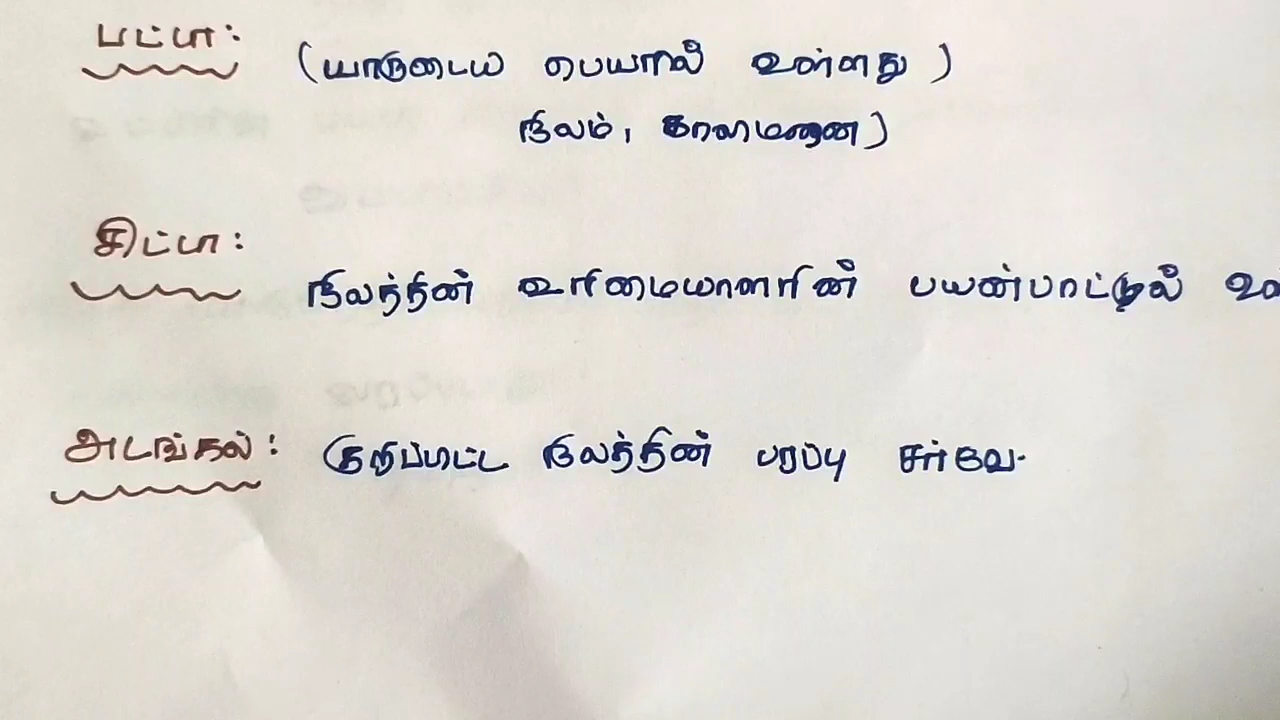 பட்டா:
(யாருடைய பெயரில் உள்ளது)
நிலம், காலமனை)
சிட்டா:
நிலத்தின் உரிமையாளரின் பயன்பாட்டில்
அடங்கல்: குறிப்பிட்ட நிலத்தின் பரப்பு சர்வே.